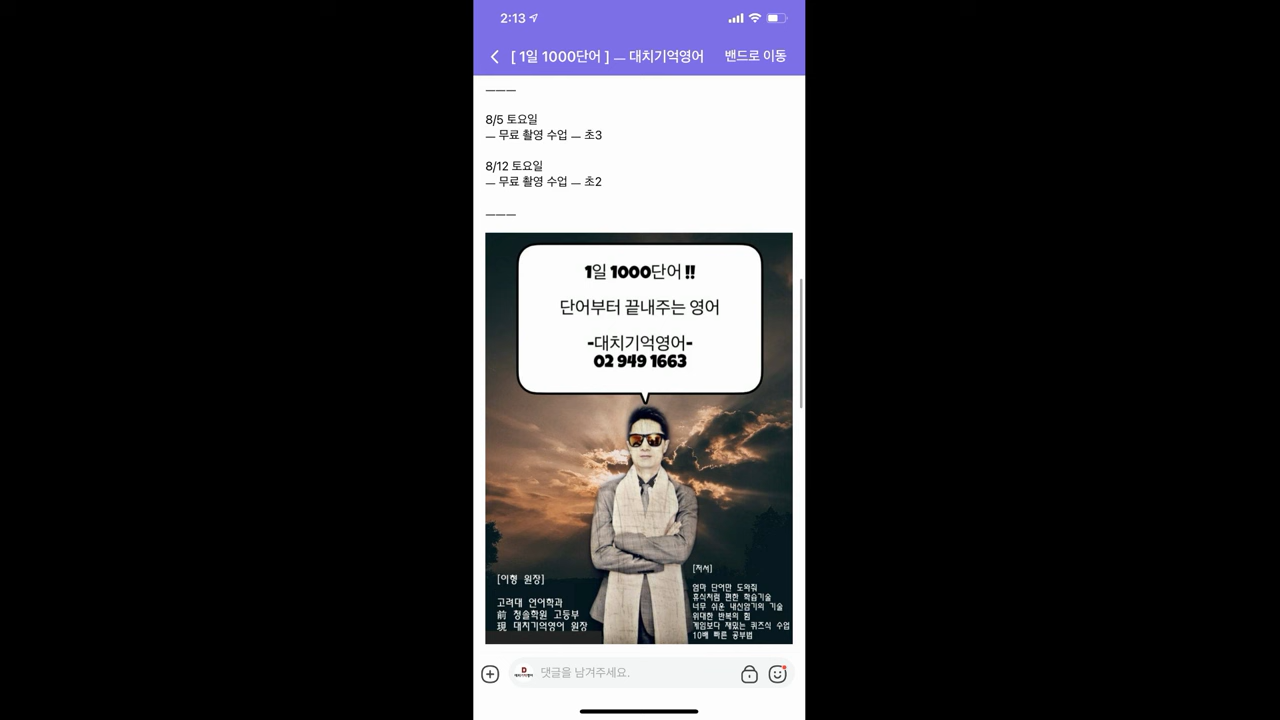 2:13
[ 1일 1000단어 ] — 대치기억영어
밴드로 이동
———
8/5 토요일
— 무료 촬영 수업 — 초3
8/12 토요일
— 무료 촬영 수업 — 초2
———
1일 1000단어 !!
단어부터 끝내주는 영어
-대치기억영어-
02 949 1663
[이형 원장]
고려대 언어학과
前 청솔학원 고등부
現 대치기억영어 원장
[저서]
엄마 단어만 도와줘
휴식처럼 편한 학습기술
너무 쉬운 내신암기의 기술
위대한 반복의 힘
게임보다 재밌는 퀴즈식 수업
10배 빠른 공부법
D
대치기억영어
댓글을 남겨주세요.